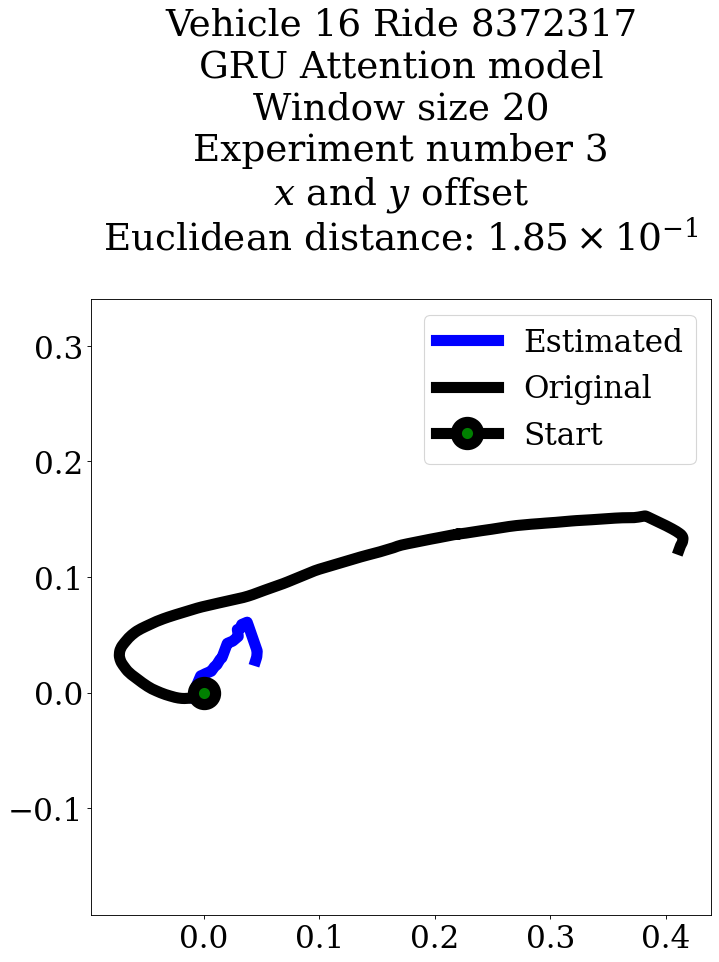 Vehicle 16 Ride 8372317
GRU Attention model
Window size 20
Experiment number 3
x and y offset
Euclidean distance: 1.85 × 10⁻¹
Estimated
Original
Start
0.3
0.2
0.1
0.0
−0.1
0.0 0.1 0.2 0.3 0.4